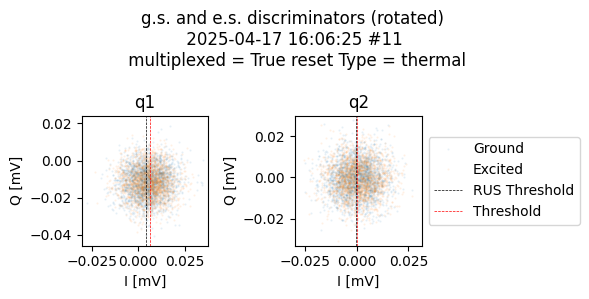 g.s. and e.s. discriminators (rotated)
2025-04-17 16:06:25 #11
multiplexed = True reset Type = thermal
q1
q2
0.02
0.00
−0.02
−0.04
Q [mV]
−0.025
0.000
0.025
I [mV]
0.02
0.00
−0.02
Q [mV]
−0.025
0.000
0.025
I [mV]
Ground
Excited
RUS Threshold
Threshold